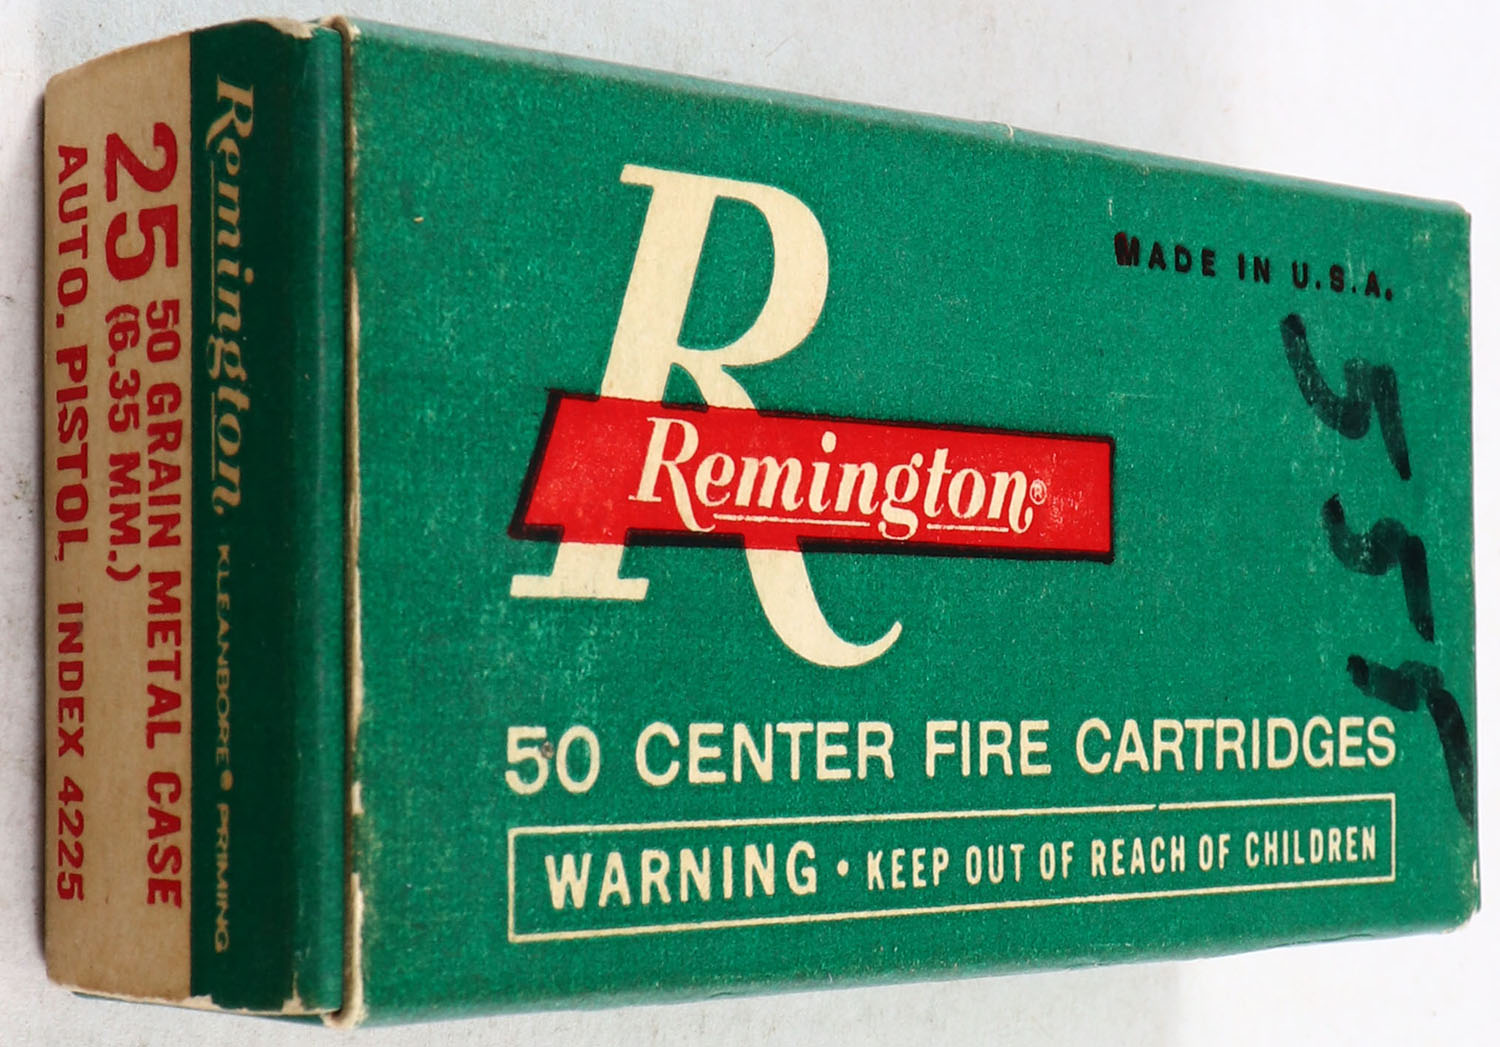 MADE IN U.S.A.
555
Remington®
50 CENTER FIRE CARTRIDGES
WARNING • KEEP OUT OF REACH OF CHILDREN
Remington. KLEANBORE® PRIMING
25 50 GRAIN METAL CASE
(6.35 MM.)
AUTO. PISTOL INDEX 4225
R